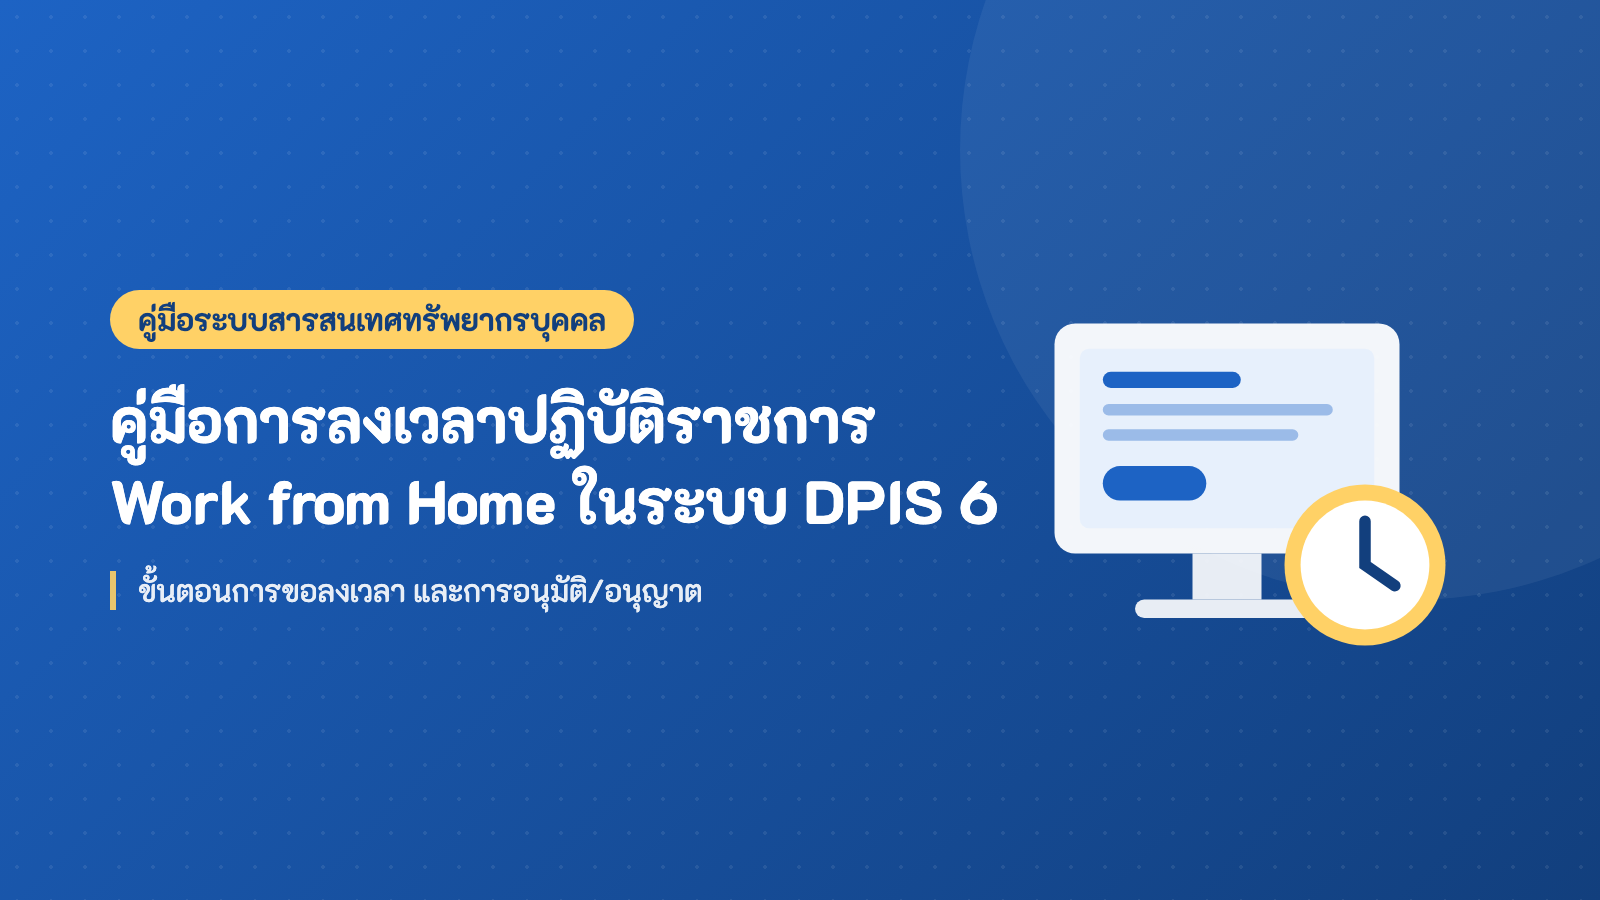 คู่มือระบบสารสนเทศทรัพยากรบุคคล
คู่มือการลงเวลาปฏิบัติราชการ
Work from Home ในระบบ DPIS 6
ขั้นตอนการขอลงเวลา และการอนุมัติ/อนุญาต